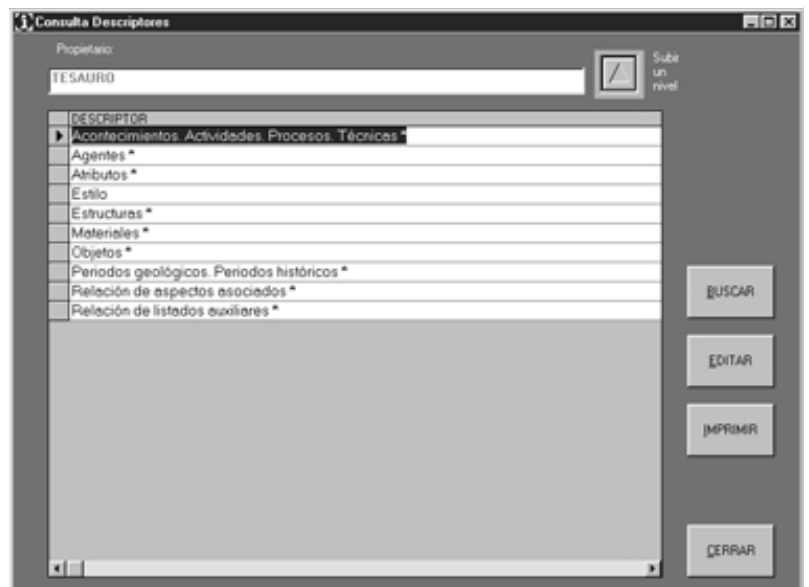 Consulta Descriptores
Propietario:
TESAURO
Subir
un
nivel
DESCRIPTOR
Acontecimientos. Actividades. Procesos. Técnicas *
Agentes *
Atributos *
Estilo
Estructuras *
Materiales *
Objetos *
Periodos geológicos. Periodos históricos *
Relación de aspectos asociados *
Relación de listados auxiliares *
BUSCAR
EDITAR
IMPRIMIR
CERRAR